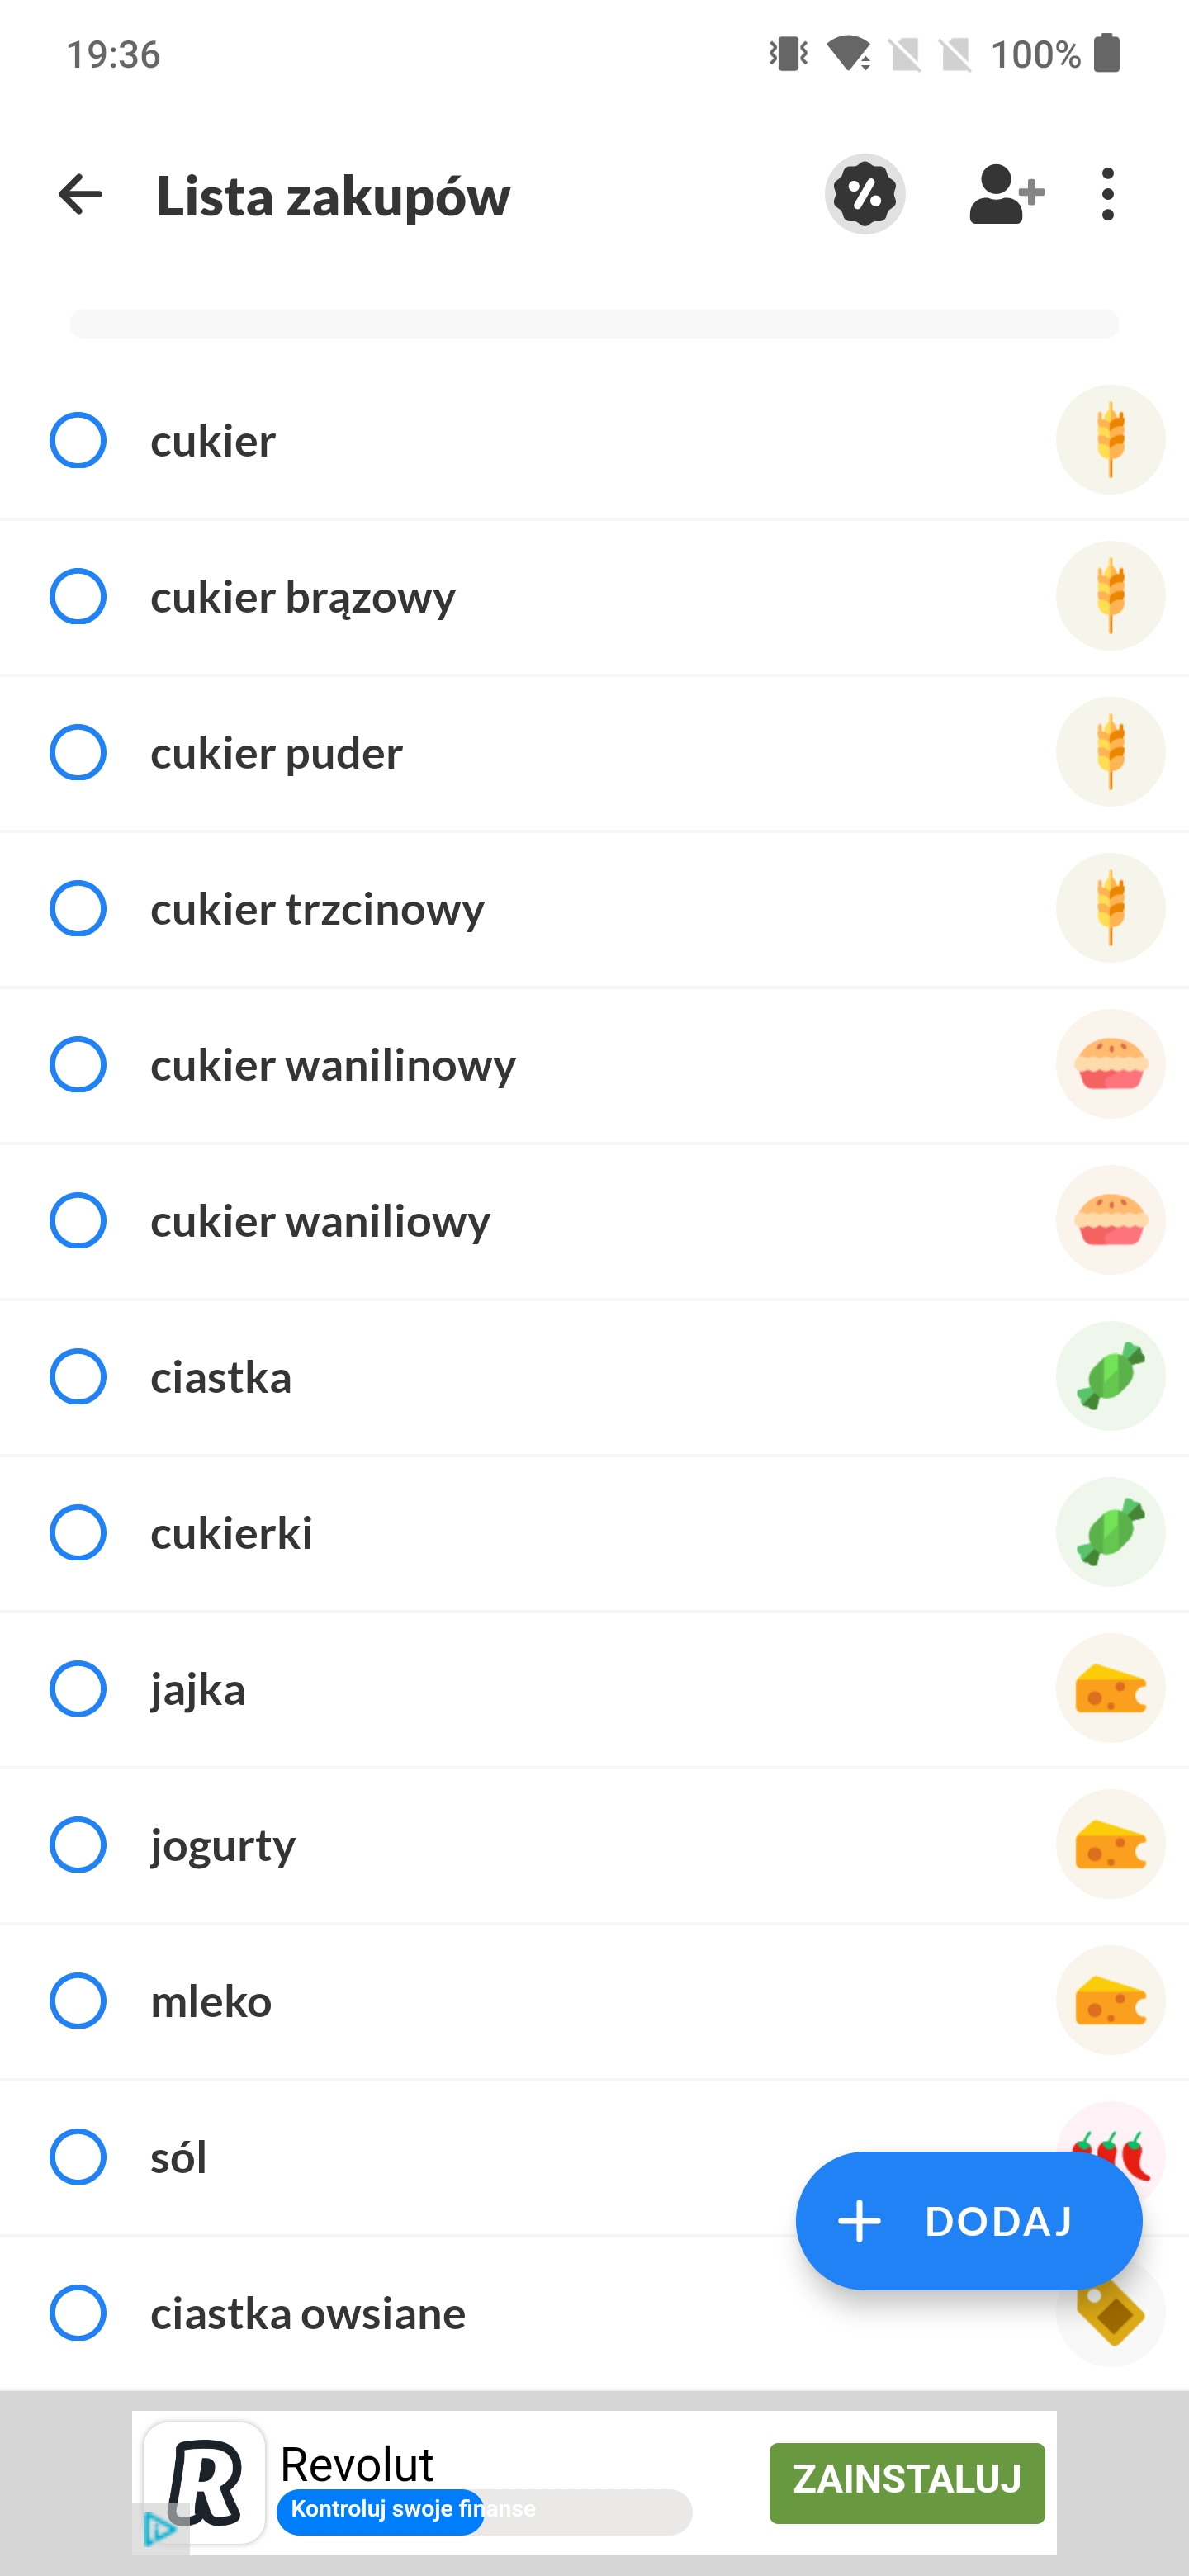 19:36
100%
Lista zakupów
cukier
cukier brązowy
cukier puder
cukier trzcinowy
cukier wanilinowy
cukier waniliowy
ciastka
cukierki
jajka
jogurty
mleko
sól
DODAJ
ciastka owsiane
R
Revolut
Kontroluj swoje finanse
ZAINSTALUJ